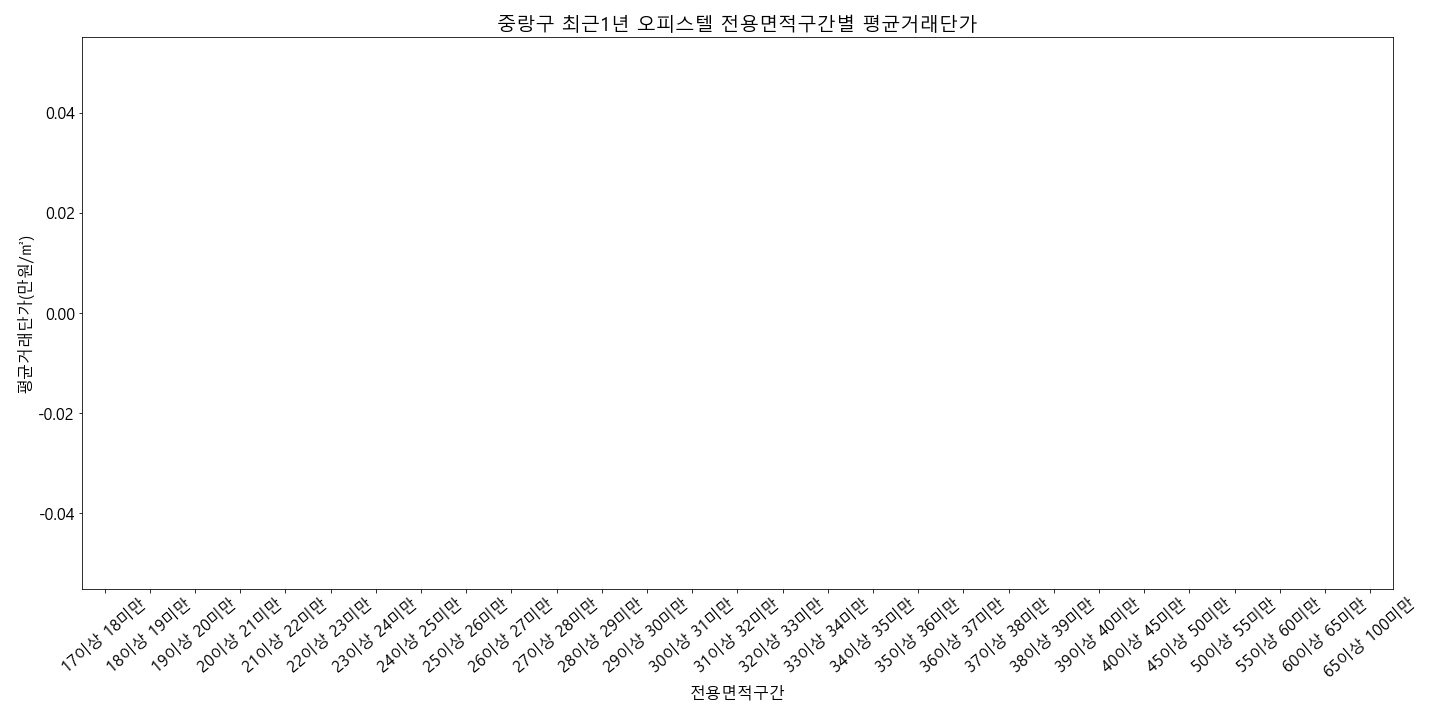 중랑구 최근1년 오피스텔 전용면적구간별 평균거래단가
평균거래단가(만원/㎡)
0.04
0.02
0.00
-0.02
-0.04
17이상 18미만
18이상 19미만
19이상 20미만
20이상 21미만
21이상 22미만
22이상 23미만
23이상 24미만
24이상 25미만
25이상 26미만
26이상 27미만
27이상 28미만
28이상 29미만
29이상 30미만
30이상 31미만
31이상 32미만
32이상 33미만
33이상 34미만
34이상 35미만
35이상 36미만
36이상 37미만
37이상 38미만
38이상 39미만
39이상 40미만
40이상 45미만
45이상 50미만
50이상 55미만
55이상 60미만
60이상 65미만
65이상 100미만
전용면적구간